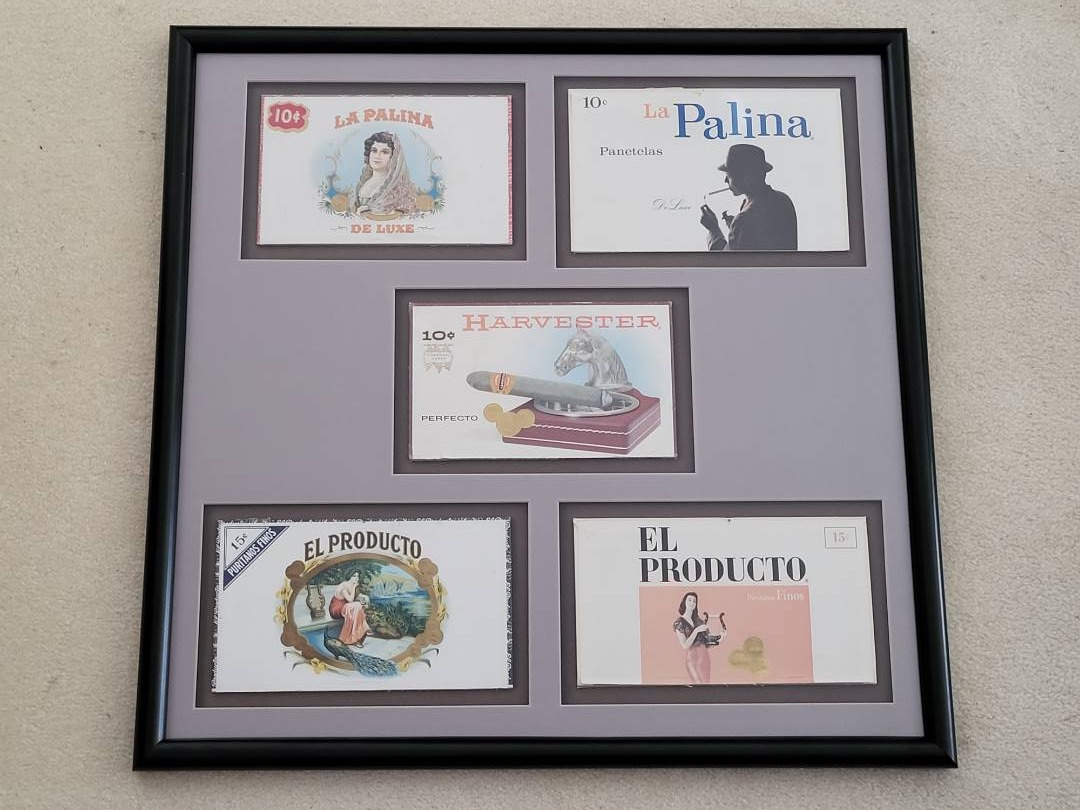 10¢
LA PALINA
DE LUXE
10¢
La Palina
Panetelas
DeLuxe
HARVESTER
10¢
PERFECTO
15¢
PURITANOS FINOS
EL PRODUCTO
EL
PRODUCTO
15¢
Puritano Finos